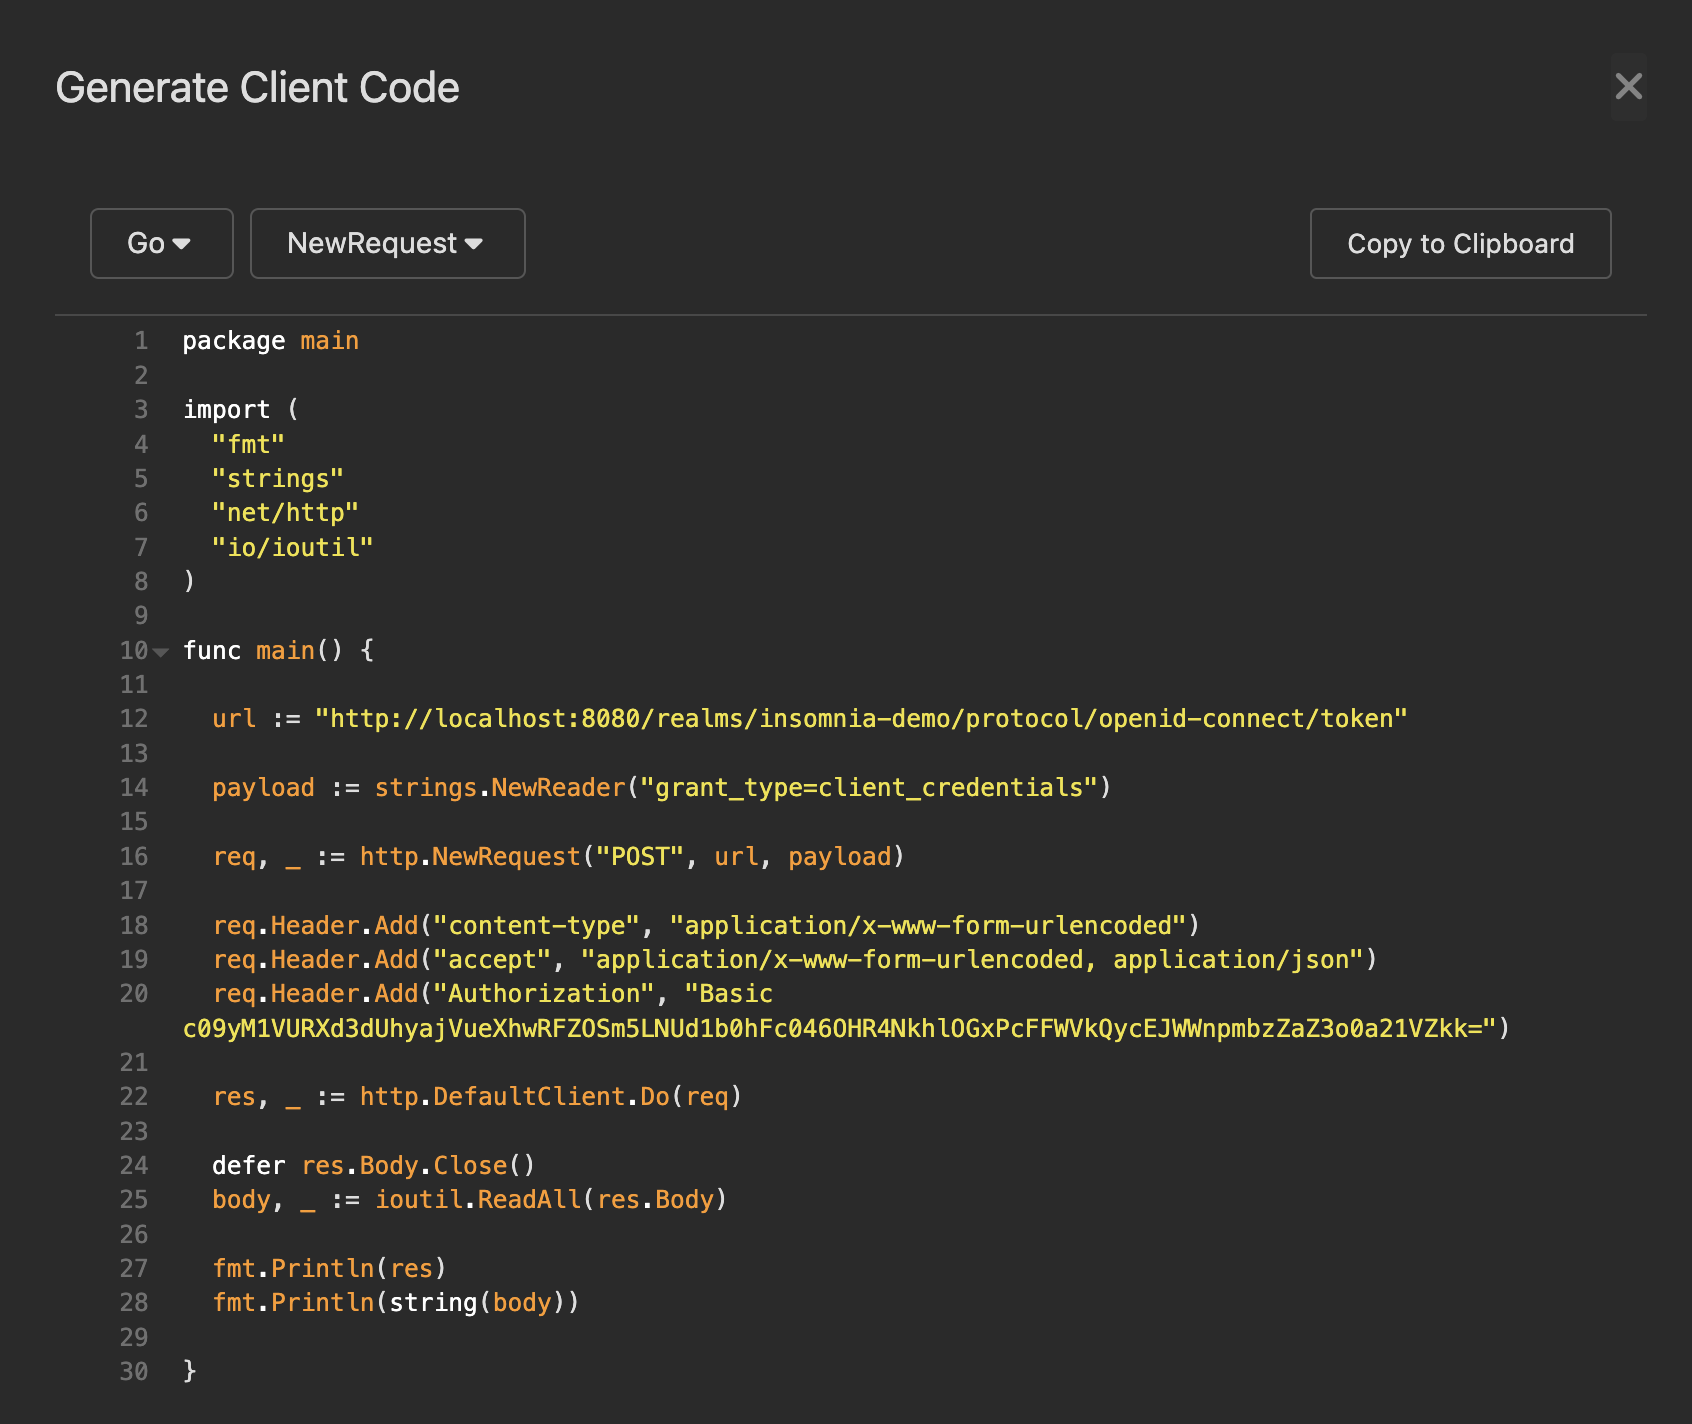 Generate Client Code
Go
NewRequest
Copy to Clipboard
1 package main
2
3 import (
4 "fmt"
5 "strings"
6 "net/http"
7 "io/ioutil"
8 )
9
10 func main() {
11
12 url := "http://localhost:8080/realms/insomnia-demo/protocol/openid-connect/token"
13
14 payload := strings.NewReader("grant_type=client_credentials")
15
16 req, _ := http.NewRequest("POST", url, payload)
17
18 req.Header.Add("content-type", "application/x-www-form-urlencoded")
19 req.Header.Add("accept", "application/x-www-form-urlencoded, application/json")
20 req.Header.Add("Authorization", "Basic
c09yM1VURXd3dUhyajVueXhwRFZOSm5LNUd1b0hFc046OHR4NkhlOGxPcFFWVkQycEJWWnpmbzZaZ3o0a21VZkk=")
21
22 res, _ := http.DefaultClient.Do(req)
23
24 defer res.Body.Close()
25 body, _ := ioutil.ReadAll(res.Body)
26
27 fmt.Println(res)
28 fmt.Println(string(body))
29
30 }